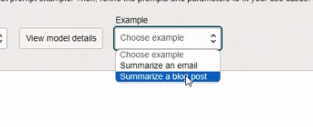 prompt example. Then, refine the prompt and parameters to fit your use cases.
Example
View model details
Choose example
Choose example
Summarize an email
Summarize a blog post